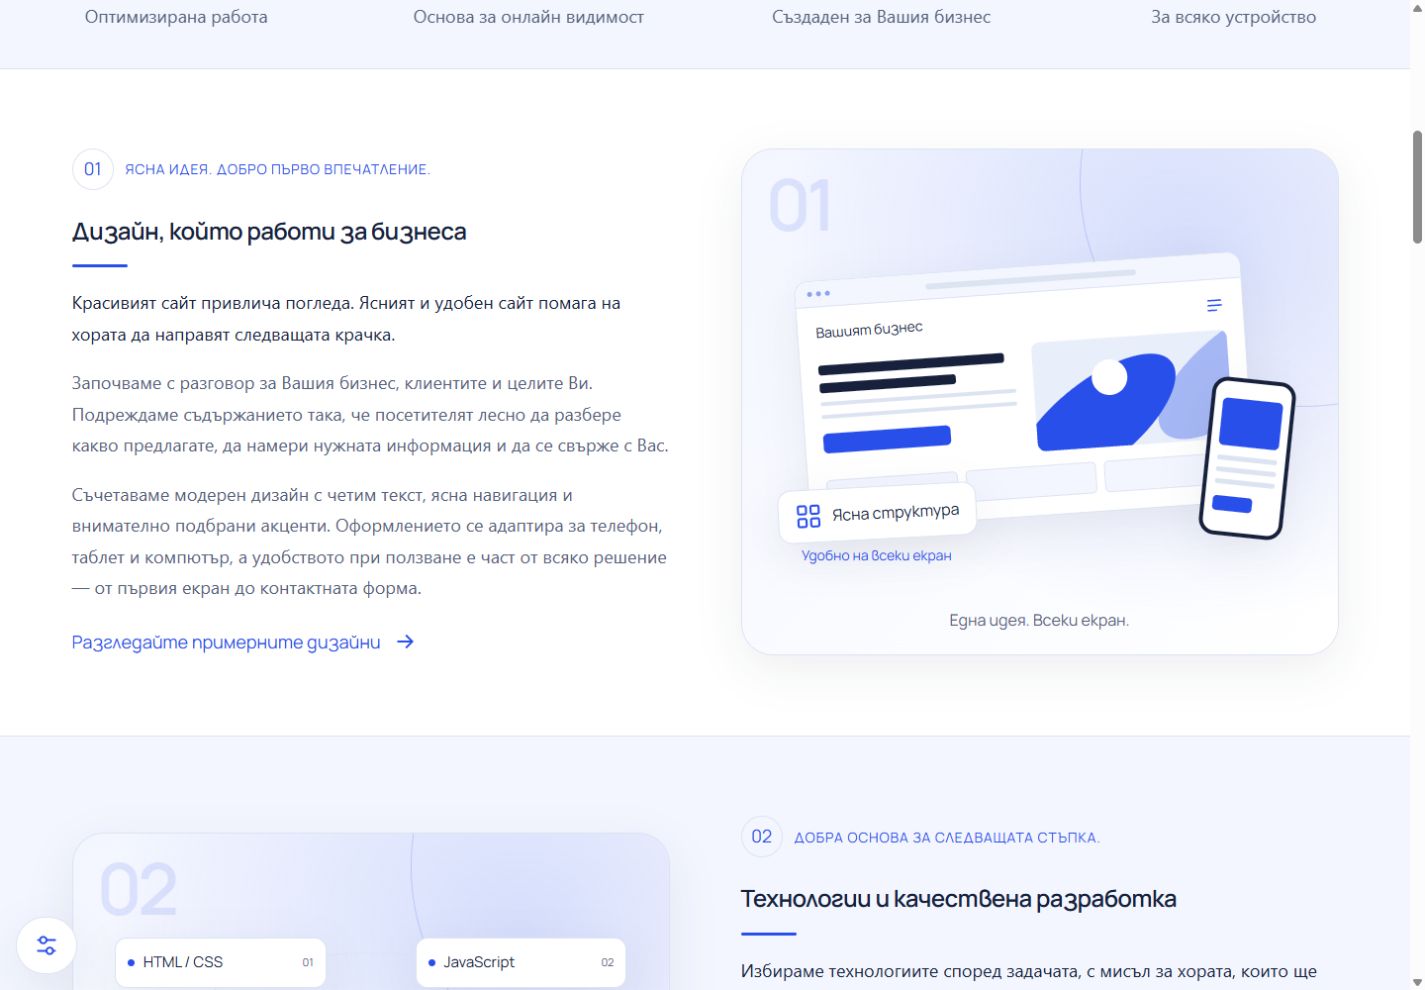 Оптимизирана работа
Основа за онлайн видимост
Създаден за Вашия бизнес
За всяко устройство
01
ЯСНА ИДЕЯ. ДОБРО ПЪРВО ВПЕЧАТЛЕНИЕ.
Дизайн, който работи за бизнеса
Красивият сайт привлича погледа. Ясният и удобен сайт помага на
хората да направят следващата крачка.
Започваме с разговор за Вашия бизнес, клиентите и целите Ви.
Подреждаме съдържанието така, че посетителят лесно да разбере
какво предлагате, да намери нужната информация и да се свърже с Вас.
Съчетаваме модерен дизайн с четим текст, ясна навигация и
внимателно подбрани акценти. Оформлението се адаптира за телефон,
таблет и компютър, а удобството при ползване е част от всяко решение
— от първия екран до контактната форма.
Разгледайте примерните дизайни
01
Вашият бизнес
Ясна структура
Удобно на всеки екран
Една идея. Всеки екран.
02
HTML / CSS
01
JavaScript
02
02
ДОБРА ОСНОВА ЗА СЛЕДВАЩАТА СТЪПКА.
Технологии и качествена разработка
Избираме технологиите според задачата, с мисъл за хората, които ще